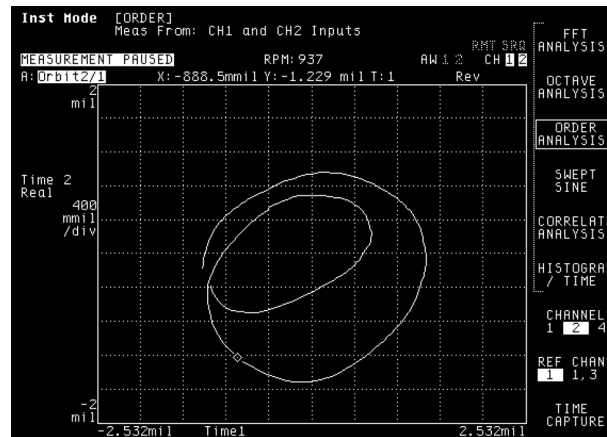 Inst Mode [ORDER]
Meas From: CH1 and CH2 Inputs
RMT SRQ
MEASUREMENT PAUSED RPM:937 AW 1 2 CH 1 2
A: Orbit2/1 X:-888.5mmil Y:-1.229 mil T:1 Rev
2
mil
Time 2
Real
400
mmil
/div
-2
mil
-2.532mil Time1 2.532mil
FFT
ANALYSIS
OCTAVE
ANALYSIS
ORDER
ANALYSIS
SWEPT
SINE
CORRELAT
ANALYSIS
HISTOGRA
/ TIME
CHANNEL
1 2 4
REF CHAN
1 1,3
TIME
CAPTURE